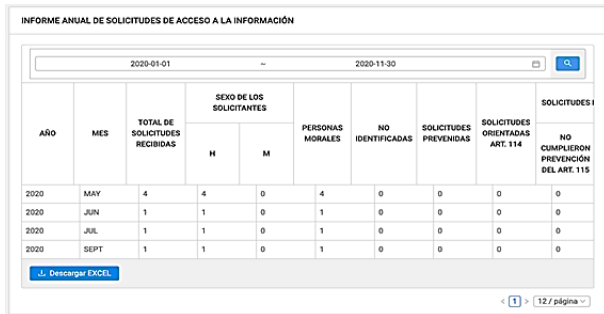 INFORME ANUAL DE SOLICITUDES DE ACCESO A LA INFORMACIÓN
2020-01-01 ~ 2020-11-30
AÑO MES TOTAL DE SOLICITUDES RECIBIDAS SEXO DE LOS SOLICITANTES H M PERSONAS MORALES NO IDENTIFICADAS SOLICITUDES PREVENIDAS SOLICITUDES ORIENTADAS ART. 114 SOLICITUDES NO CUMPLIERON PREVENCIÓN DEL ART. 115
2020 MAY 4 4 0 4 0 0 0 0
2020 JUN 1 1 0 1 0 0 0 0
2020 JUL 1 1 0 1 0 0 0 0
2020 SEPT 1 1 0 1 0 0 0 0
Descargar EXCEL
< 1 > 12 / página